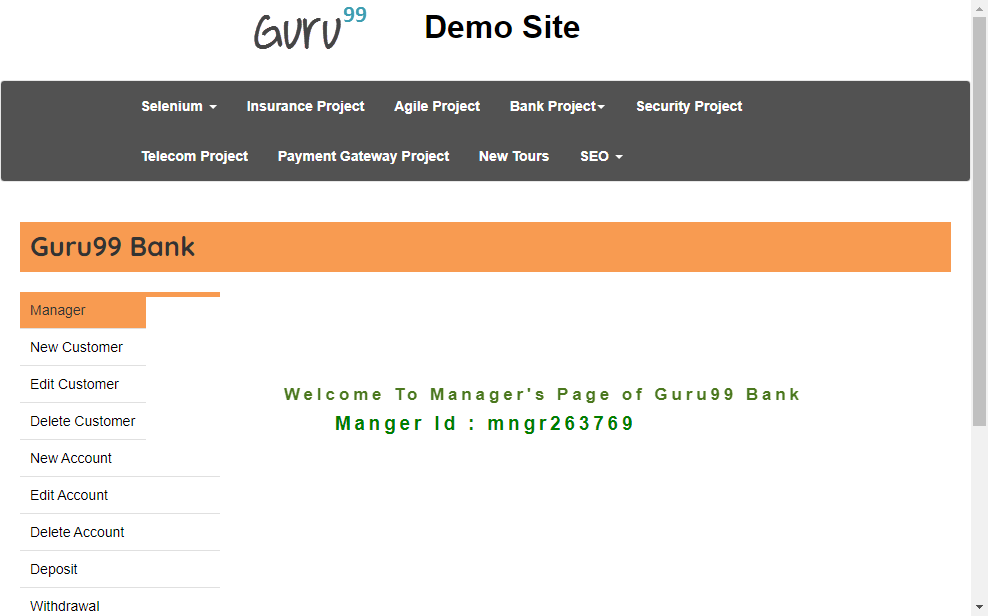 Guru99 Demo Site
Selenium Insurance Project Agile Project Bank Project Security Project
Telecom Project Payment Gateway Project New Tours SEO
Guru99 Bank
Manager
New Customer
Edit Customer
Delete Customer
New Account
Edit Account
Delete Account
Deposit
Withdrawal
Welcome To Manager's Page of Guru99 Bank
Manger Id : mngr263769